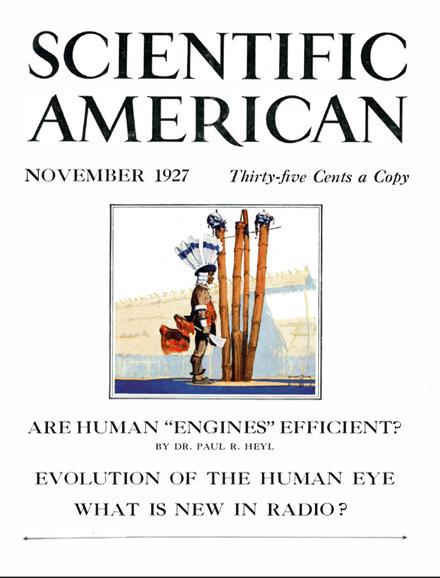 SCIENTIFIC
AMERICAN
NOVEMBER 1927 Thirty-five Cents a Copy
ARE HUMAN "ENGINES" EFFICIENT?
BY DR. PAUL R. HEYL
EVOLUTION OF THE HUMAN EYE
WHAT IS NEW IN RADIO?